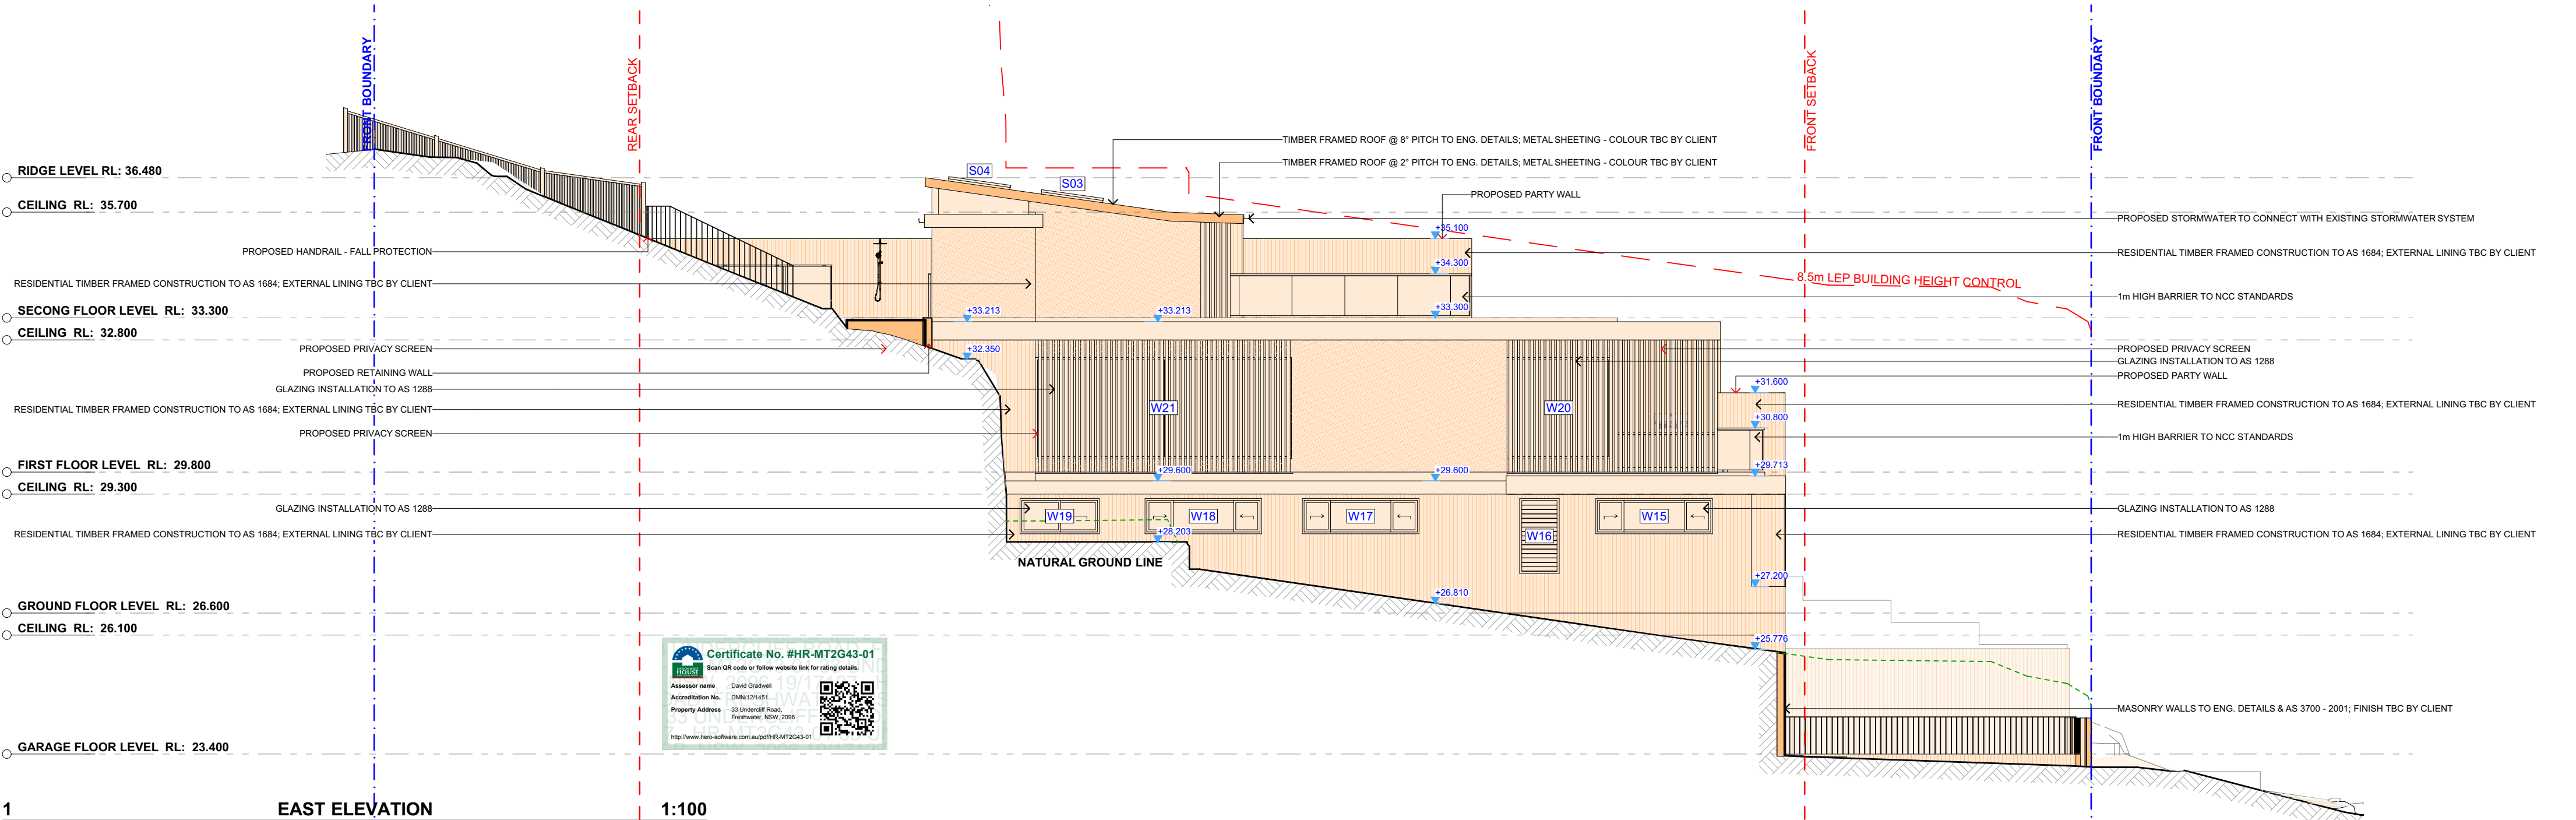 FRONT BOUNDARY
REAR SETBACK
FRONT SETBACK
FRONT BOUNDARY
TIMBER FRAMED ROOF @ 8° PITCH TO ENG. DETAILS; METAL SHEETING - COLOUR TBC BY CLIENT
TIMBER FRAMED ROOF @ 2° PITCH TO ENG. DETAILS; METAL SHEETING - COLOUR TBC BY CLIENT
RIDGE LEVEL RL: 36.480
S04
S03
PROPOSED PARTY WALL
CEILING RL: 35.700
PROPOSED STORMWATER TO CONNECT WITH EXISTING STORMWATER SYSTEM
+35.100
PROPOSED HANDRAIL - FALL PROTECTION
RESIDENTIAL TIMBER FRAMED CONSTRUCTION TO AS 1684; EXTERNAL LINING TBC BY CLIENT
+34.300
8.5m LEP BUILDING HEIGHT CONTROL
RESIDENTIAL TIMBER FRAMED CONSTRUCTION TO AS 1684; EXTERNAL LINING TBC BY CLIENT
1m HIGH BARRIER TO NCC STANDARDS
SECONG FLOOR LEVEL RL: 33.300
+33.213
+33.213
+33.300
CEILING RL: 32.800
PROPOSED PRIVACY SCREEN
+32.350
PROPOSED PRIVACY SCREEN
GLAZING INSTALLATION TO AS 1288
PROPOSED RETAINING WALL
PROPOSED PARTY WALL
GLAZING INSTALLATION TO AS 1288
+31.600
RESIDENTIAL TIMBER FRAMED CONSTRUCTION TO AS 1684; EXTERNAL LINING TBC BY CLIENT
W21
W20
RESIDENTIAL TIMBER FRAMED CONSTRUCTION TO AS 1684; EXTERNAL LINING TBC BY CLIENT
+30.800
PROPOSED PRIVACY SCREEN
1m HIGH BARRIER TO NCC STANDARDS
FIRST FLOOR LEVEL RL: 29.800
+29.600
+29.600
+29.713
CEILING RL: 29.300
GLAZING INSTALLATION TO AS 1288
GLAZING INSTALLATION TO AS 1288
W19
W18
W17
W15
RESIDENTIAL TIMBER FRAMED CONSTRUCTION TO AS 1684; EXTERNAL LINING TBC BY CLIENT
+28.203
W16
RESIDENTIAL TIMBER FRAMED CONSTRUCTION TO AS 1684; EXTERNAL LINING TBC BY CLIENT
NATURAL GROUND LINE
+27.200
+26.810
GROUND FLOOR LEVEL RL: 26.600
CEILING RL: 26.100
+25.776
Certificate No. #HR-MT2G43-01
Scan QR code or follow website link for rating details.
HOUSE
Assessor name David Gradwell
Accreditation No. DMN/12/1451
Property Address 33 Undercliff Road,
Freshwater, NSW, 2096
http://www.hero-software.com.au/pdf/HR-MT2G43-01
MASONRY WALLS TO ENG. DETAILS & AS 3700 - 2001; FINISH TBC BY CLIENT
GARAGE FLOOR LEVEL RL: 23.400
1 EAST ELEVATION 1:100